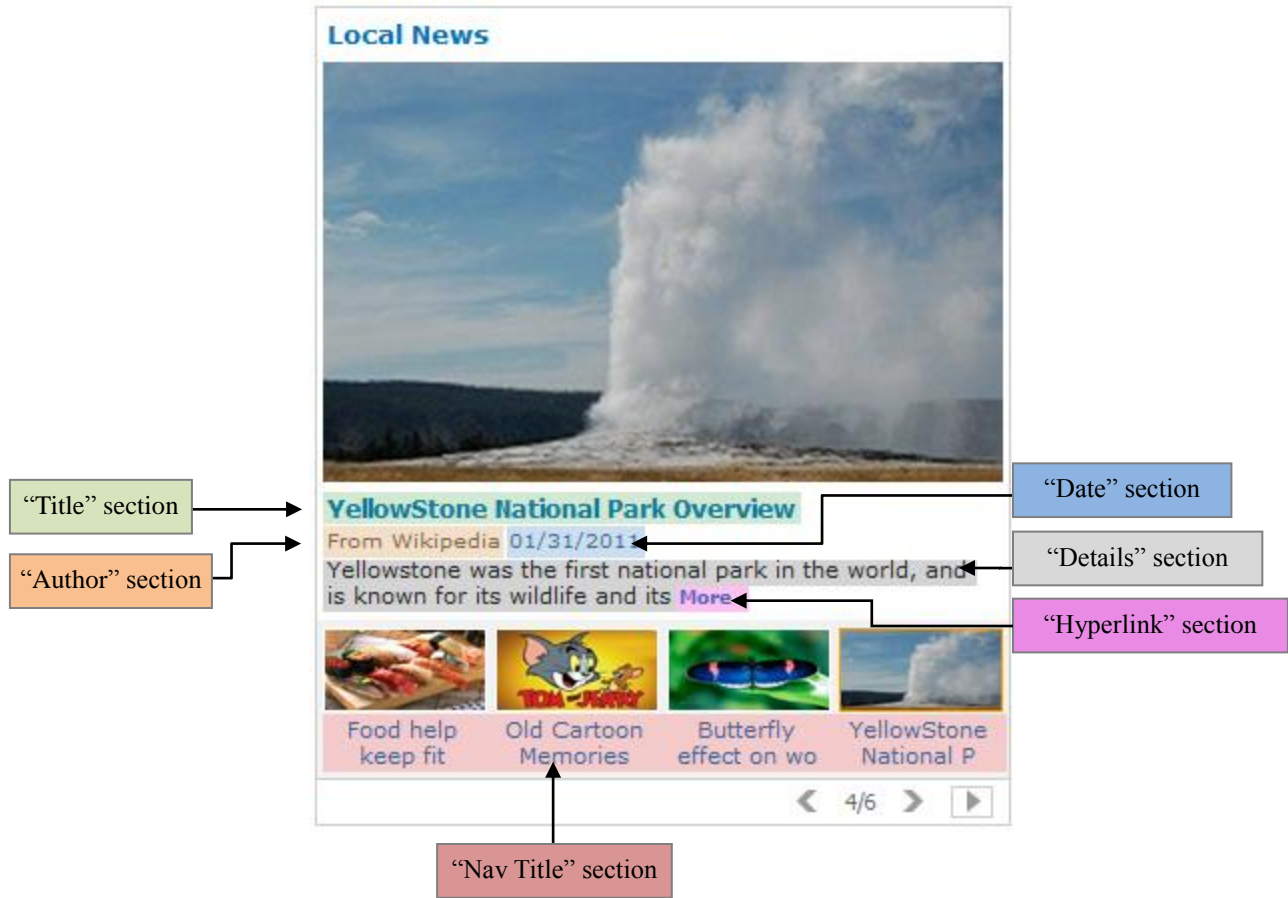 Local News
“Title” section
YellowStone National Park Overview
“Date” section
“Author” section
From Wikipedia 01/31/2011
“Details” section
Yellowstone was the first national park in the world, and
is known for its wildlife and its More
“Hyperlink” section
TOM and JERRY
Food help
keep fit
Old Cartoon
Memories
Butterfly
effect on wo
YellowStone
National P
4/6
“Nav Title” section